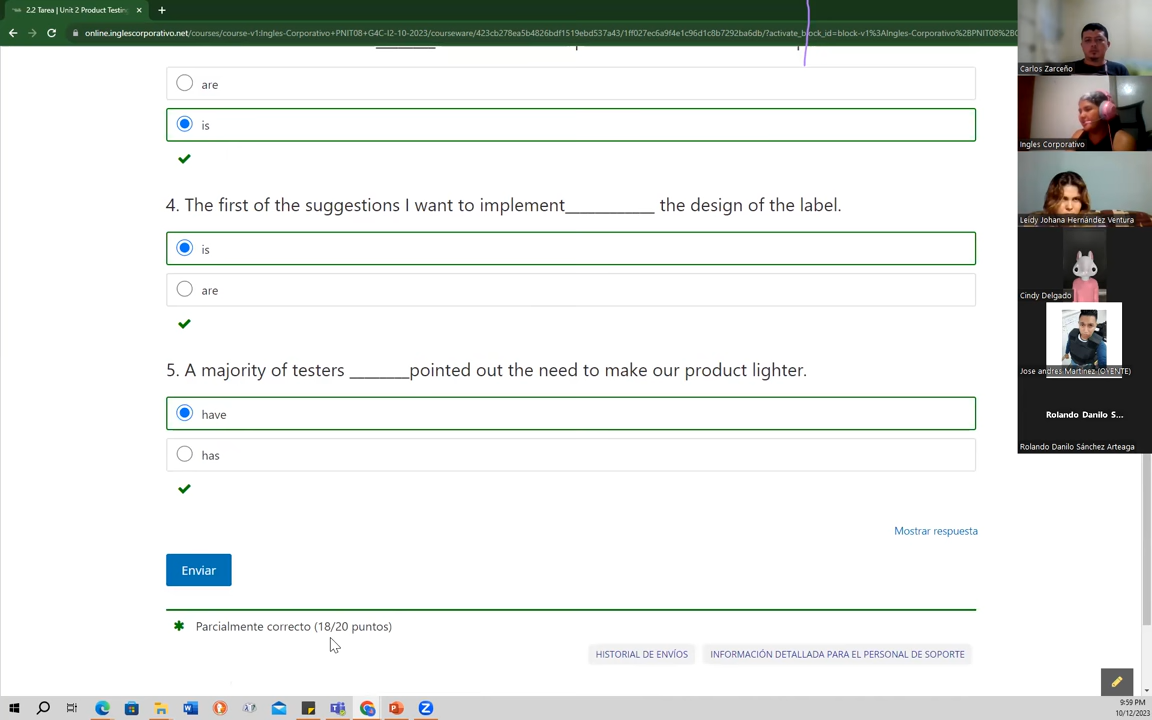 2.2 Tarea | Unit 2 Product Testin
online.inglescorporativo.net/courses/course-v1:Ingles-Corporativo+PNIT08+G4C-I2-10-2023/courseware/423cb278ea5b4826bdf1519ebd537a43/1ff027ec6a9f4e1c96d1c8b7292ba6db/?activate_block_id=block-v1%3AIngles-Corporativo%2BPNIT08%2BG
are
is
4. The first of the suggestions I want to implement___________ the design of the label.
is
are
5. A majority of testers ________pointed out the need to make our product lighter.
have
has
Mostrar respuesta
Enviar
Parcialmente correcto (18/20 puntos)
HISTORIAL DE ENVÍOS
INFORMACIÓN DETALLADA PARA EL PERSONAL DE SOPORTE
Carlos Zarceño
Ingles Corporativo
Leidy Johana Hernández Ventura
Cindy Delgado
Jose andres Martinez (OYENTE)
Rolando Danilo S...
Rolando Danilo Sánchez Arteaga
9:59 PM
10/12/2023